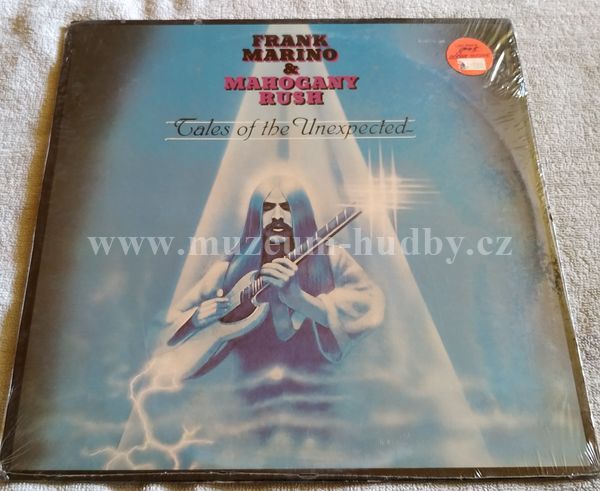 FRANK
MARINO
&
MAHOGANY
RUSH
Tales of the Unexpected
www.muzeum-hudby.cz